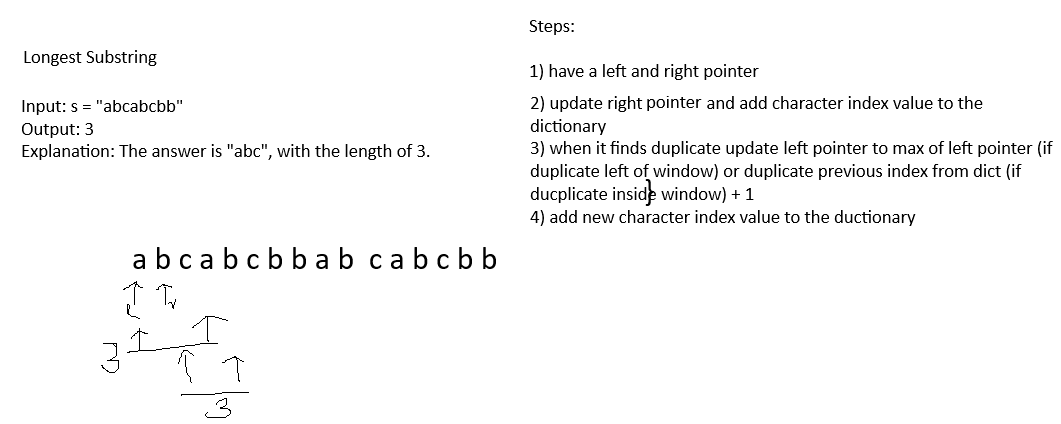 Longest Substring
Input: s = "abcabcbb"
Output: 3
Explanation: The answer is "abc", with the length of 3.
Steps:
1) have a left and right pointer
2) update right pointer and add character index value to the
dictionary
3) when it finds duplicate update left pointer to max of left pointer (if
duplicate left of window) or duplicate previous index from dict (if
ducplicate inside window) + 1
}
4) add new character index value to the ductionary
a b c a b c b b a b c a b c b b
L r
3
3